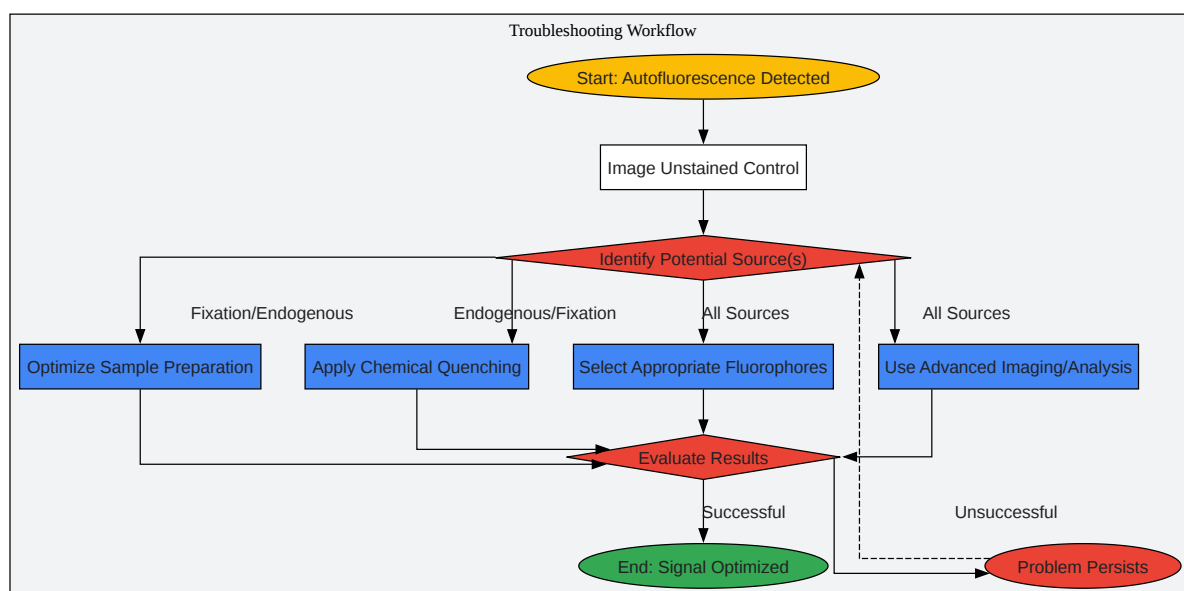 Troubleshooting Workflow
Start: Autofluorescence Detected
Image Unstained Control
Identify Potential Source(s)
Fixation/Endogenous
Endogenous/Fixation
All Sources
All Sources
Optimize Sample Preparation
Apply Chemical Quenching
Select Appropriate Fluorophores
Use Advanced Imaging/Analysis
Evaluate Results
Successful
Unsuccessful
End: Signal Optimized
Problem Persists